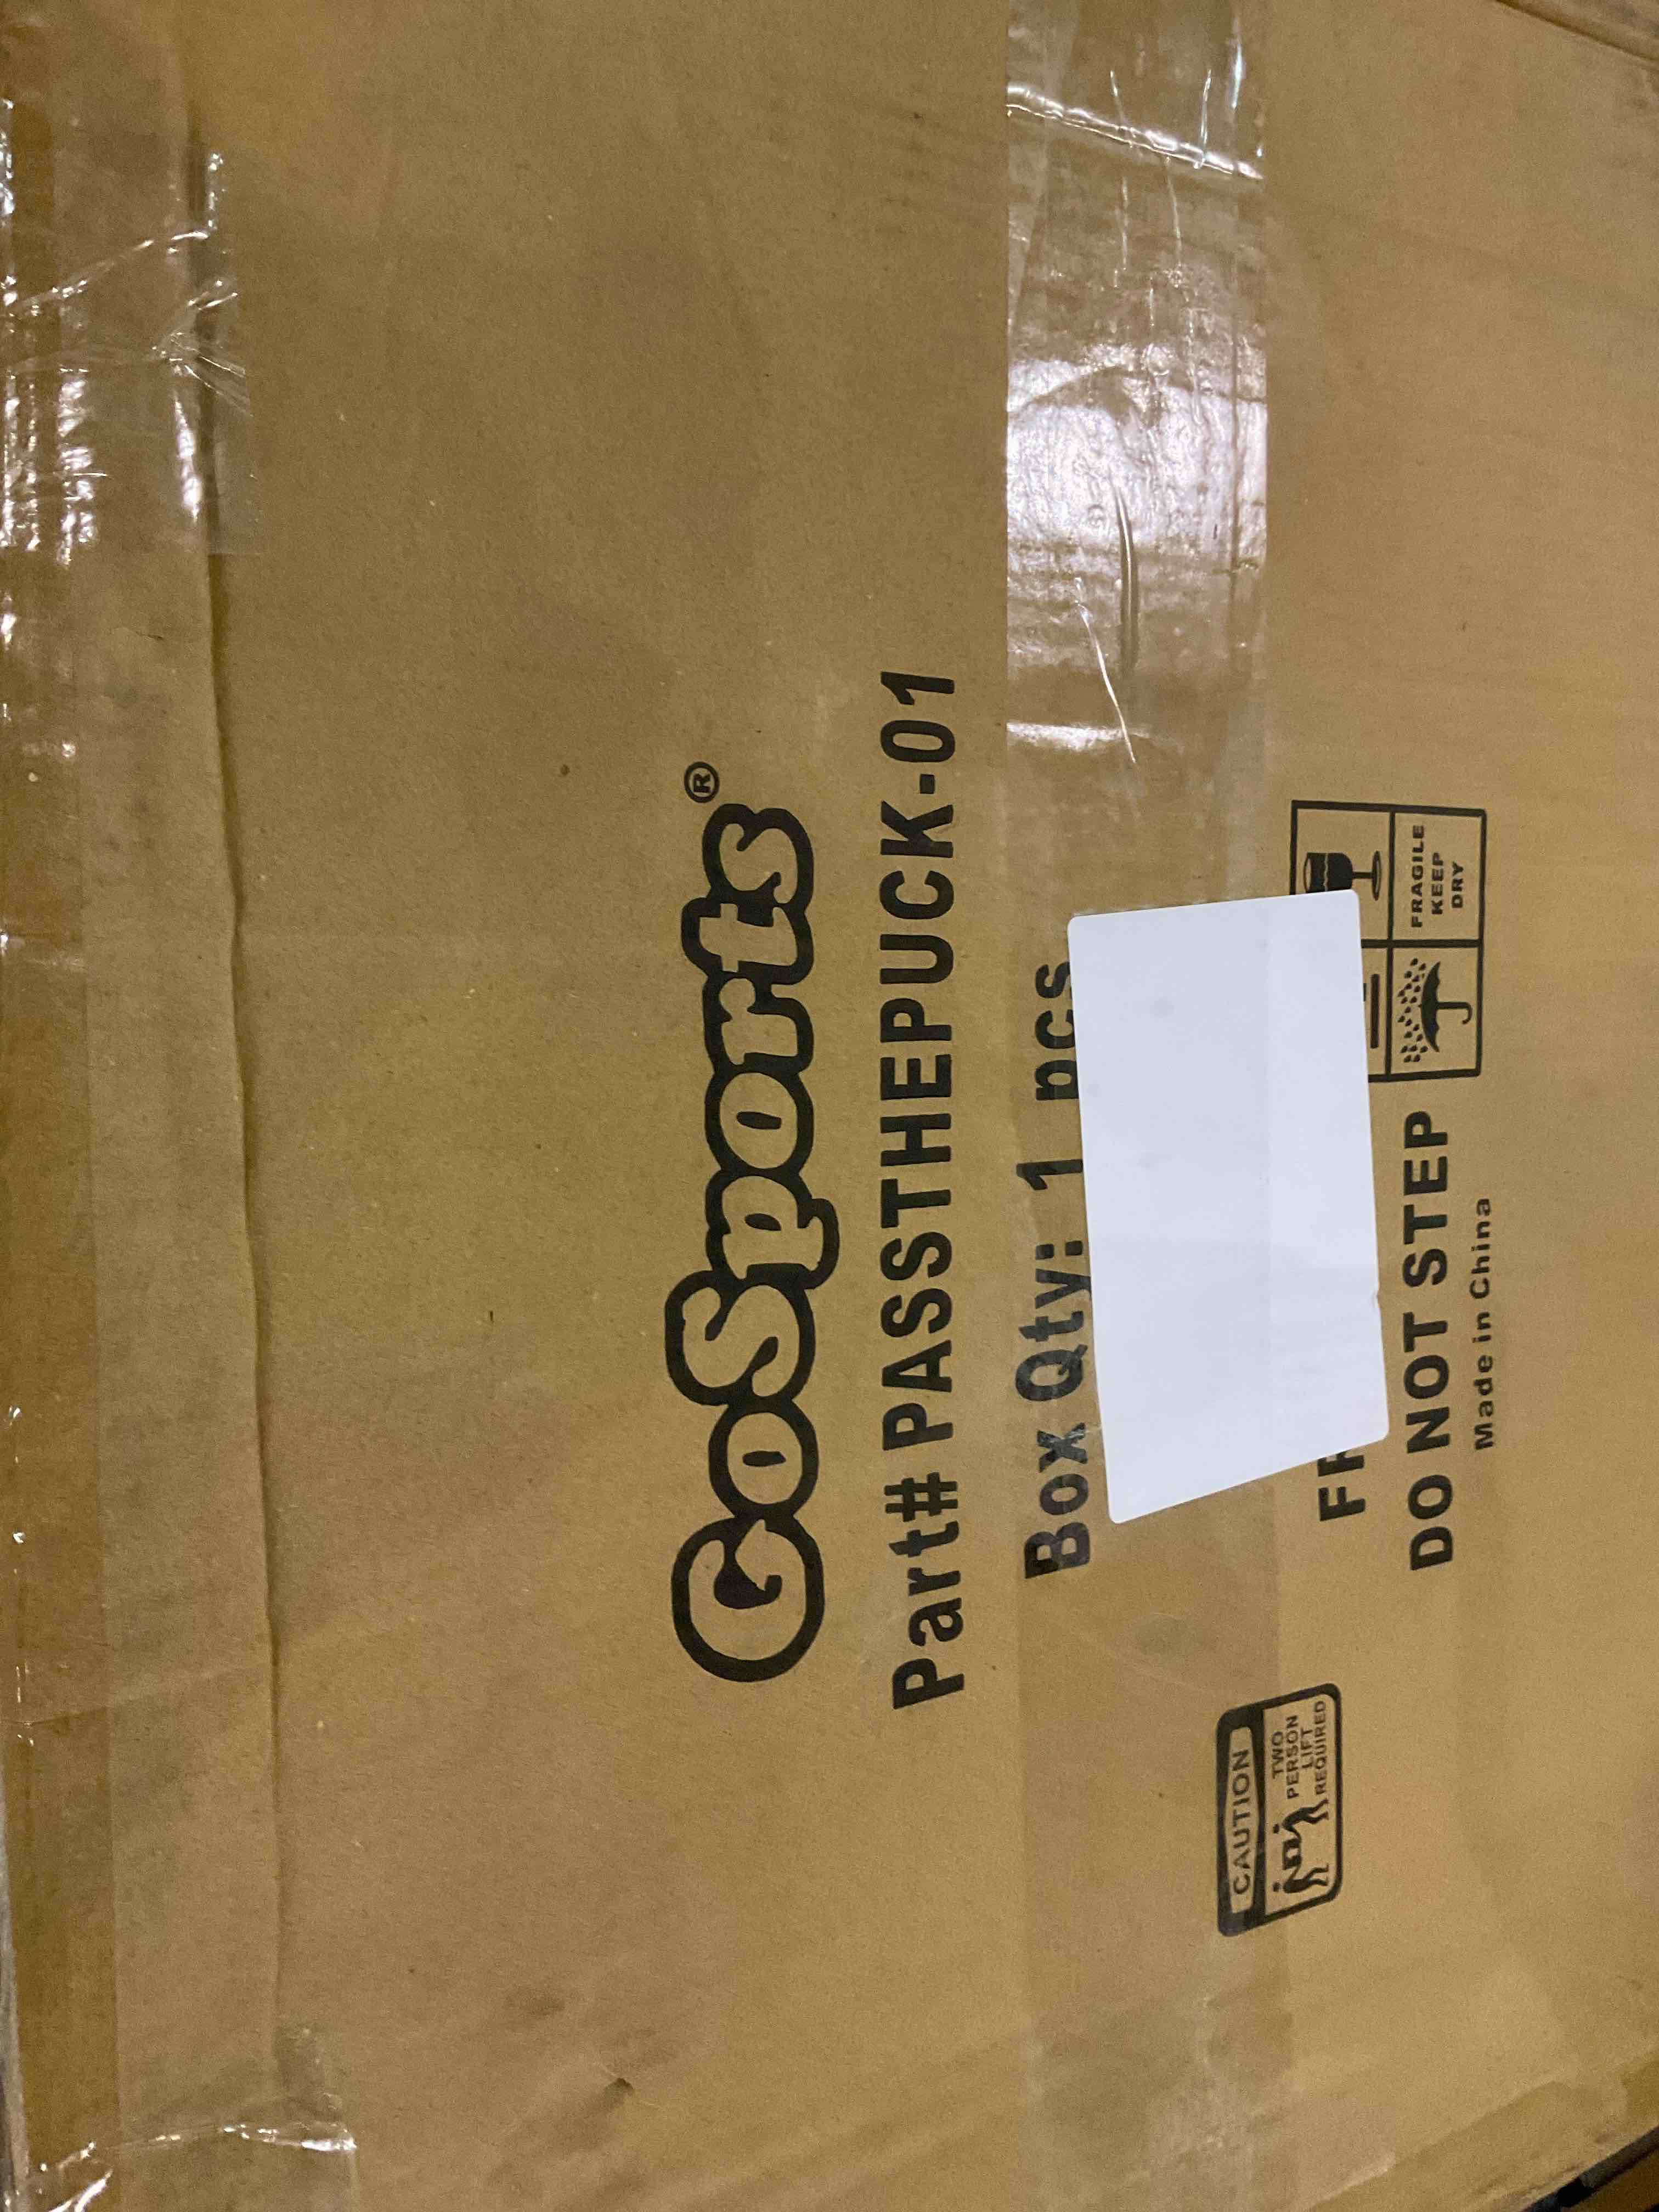 GoSports®
Part# PASSTHEPUCK-01
Box Qty: 1 pcs
DO NOT STEP
Made in China
CAUTION
TWO
PERSON
LIFT
REQUIRED
FRAGILE
KEEP
DRY